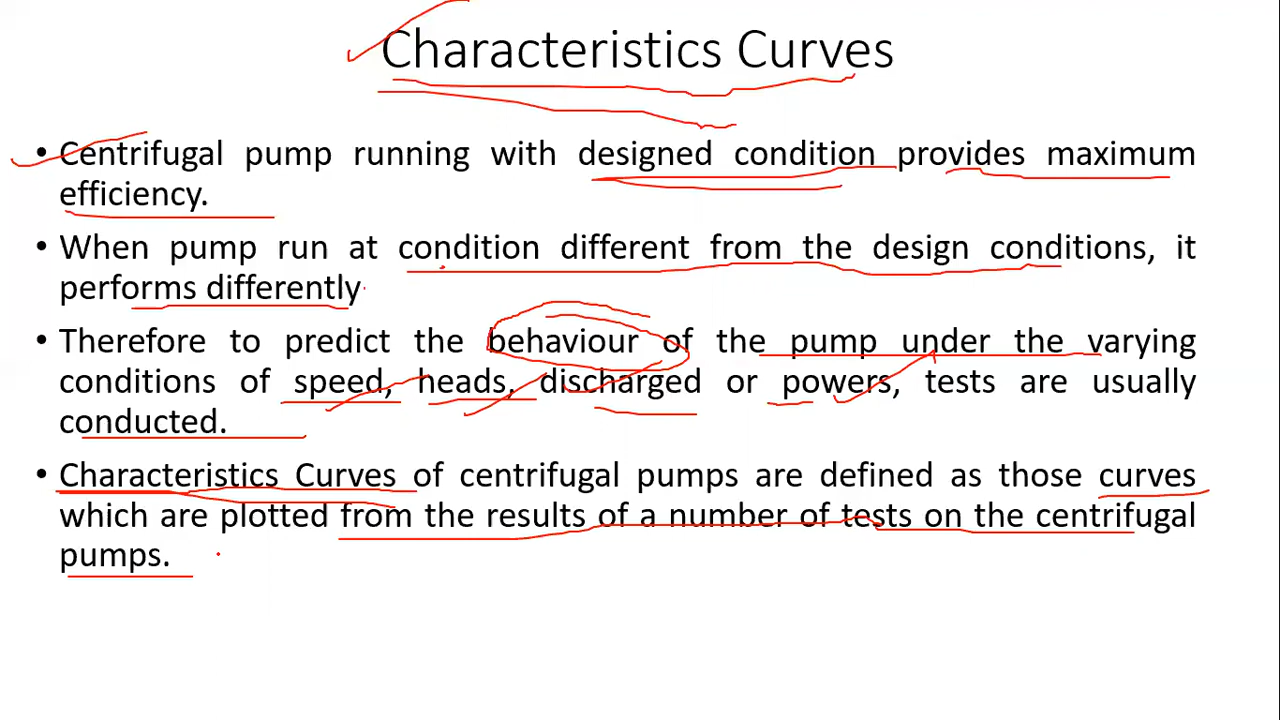 Characteristics Curves
• Centrifugal pump running with designed condition provides maximum
efficiency.
• When pump run at condition different from the design conditions, it
performs differently
• Therefore to predict the behaviour of the pump under the varying
conditions of speed, heads, discharged or powers, tests are usually
conducted.
• Characteristics Curves of centrifugal pumps are defined as those curves
which are plotted from the results of a number of tests on the centrifugal
pumps.